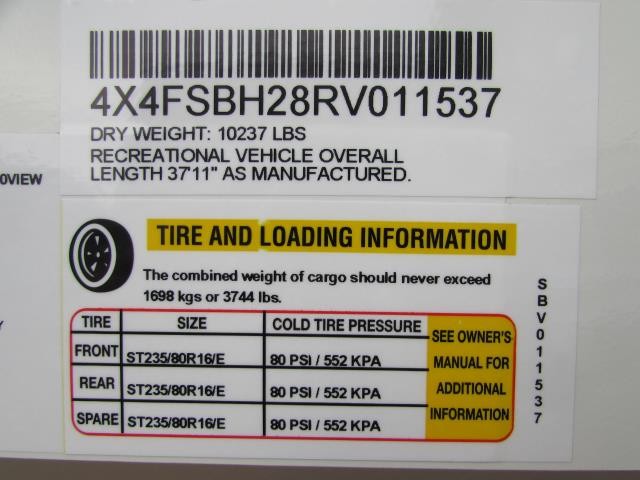 4X4FSBH28RV011537
DRY WEIGHT: 10237 LBS
RECREATIONAL VEHICLE OVERALL
LENGTH 37'11" AS MANUFACTURED.
0VIEW
TIRE AND LOADING INFORMATION
The combined weight of cargo should never exceed
1698 kgs or 3744 lbs.
TIRE SIZE COLD TIRE PRESSURE SEE OWNER'S
FRONT ST235/80R16/E 80 PSI / 552 KPA MANUAL FOR
REAR ST235/80R16/E 80 PSI / 552 KPA ADDITIONAL
SPARE ST235/80R16/E 80 PSI / 552 KPA INFORMATION
SBV011537
Y